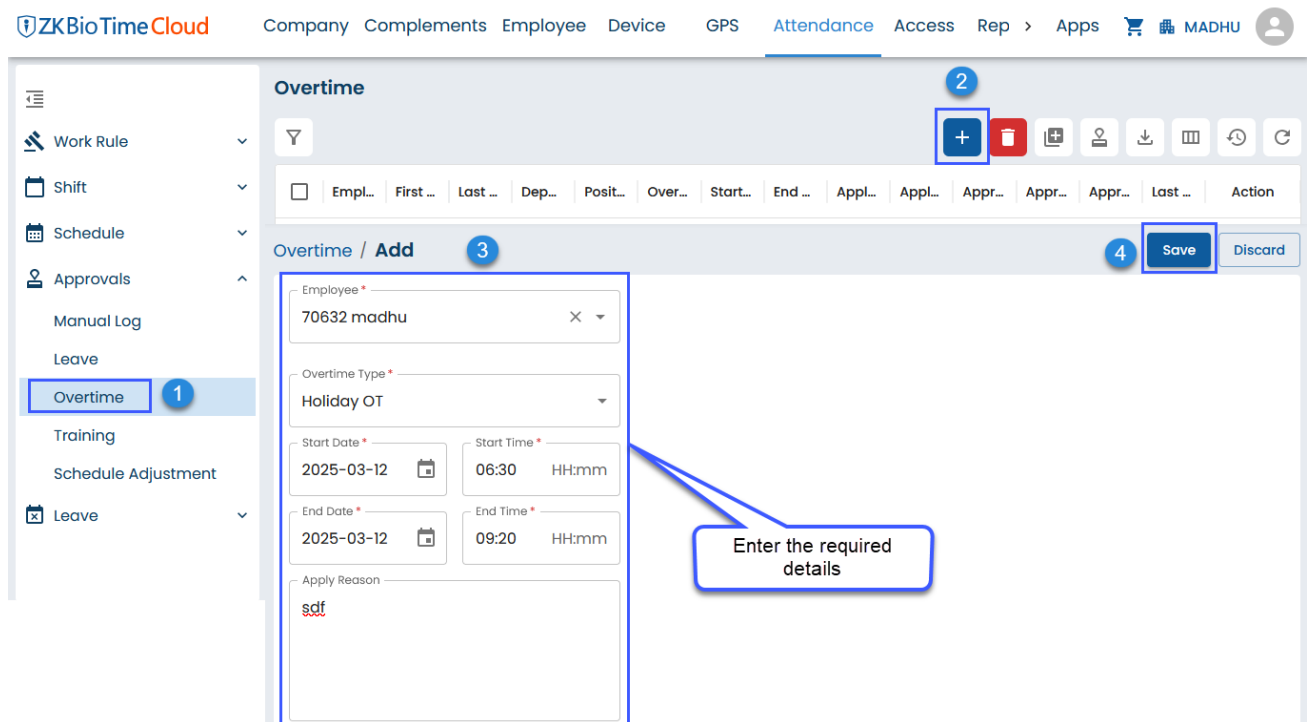 ZKBioTime Cloud
Company Complements Employee Device GPS Attendance Access Rep > Apps MADHU
Overtime
2
Work Rule
Shift
Empl... First ... Last ... Dep... Posit... Over... Start... End ... Appl... Appl... Appr... Appr... Appr... Last ... Action
Schedule
Overtime / Add 3
4 Save Discard
Approvals
Manual Log
Leave
Overtime 1
Training
Schedule Adjustment
Leave
Employee *
70632 madhu
Overtime Type *
Holiday OT
Start Date * Start Time *
2025-03-12 06:30 HH:mm
End Date * End Time *
2025-03-12 09:20 HH:mm
Apply Reason
sdf
Enter the required
details